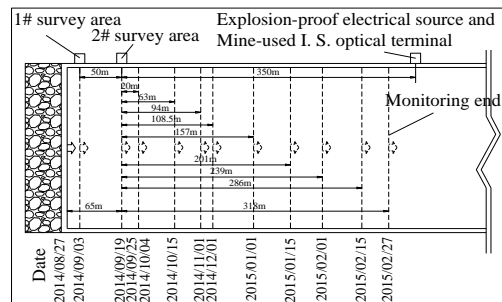 1# survey area
2# survey area
Explosion-proof electrical source and
Mine-used I. S. optical terminal
50m
350m
20m
63m
94m
108.5m
157m
201m
239m
286m
65m
318m
Monitoring end
Date
2014/08/27
2014/09/03
2014/09/19
2014/09/25
2014/10/04
2014/10/15
2014/11/01
2014/12/01
2015/01/01
2015/01/15
2015/02/01
2015/02/15
2015/02/27